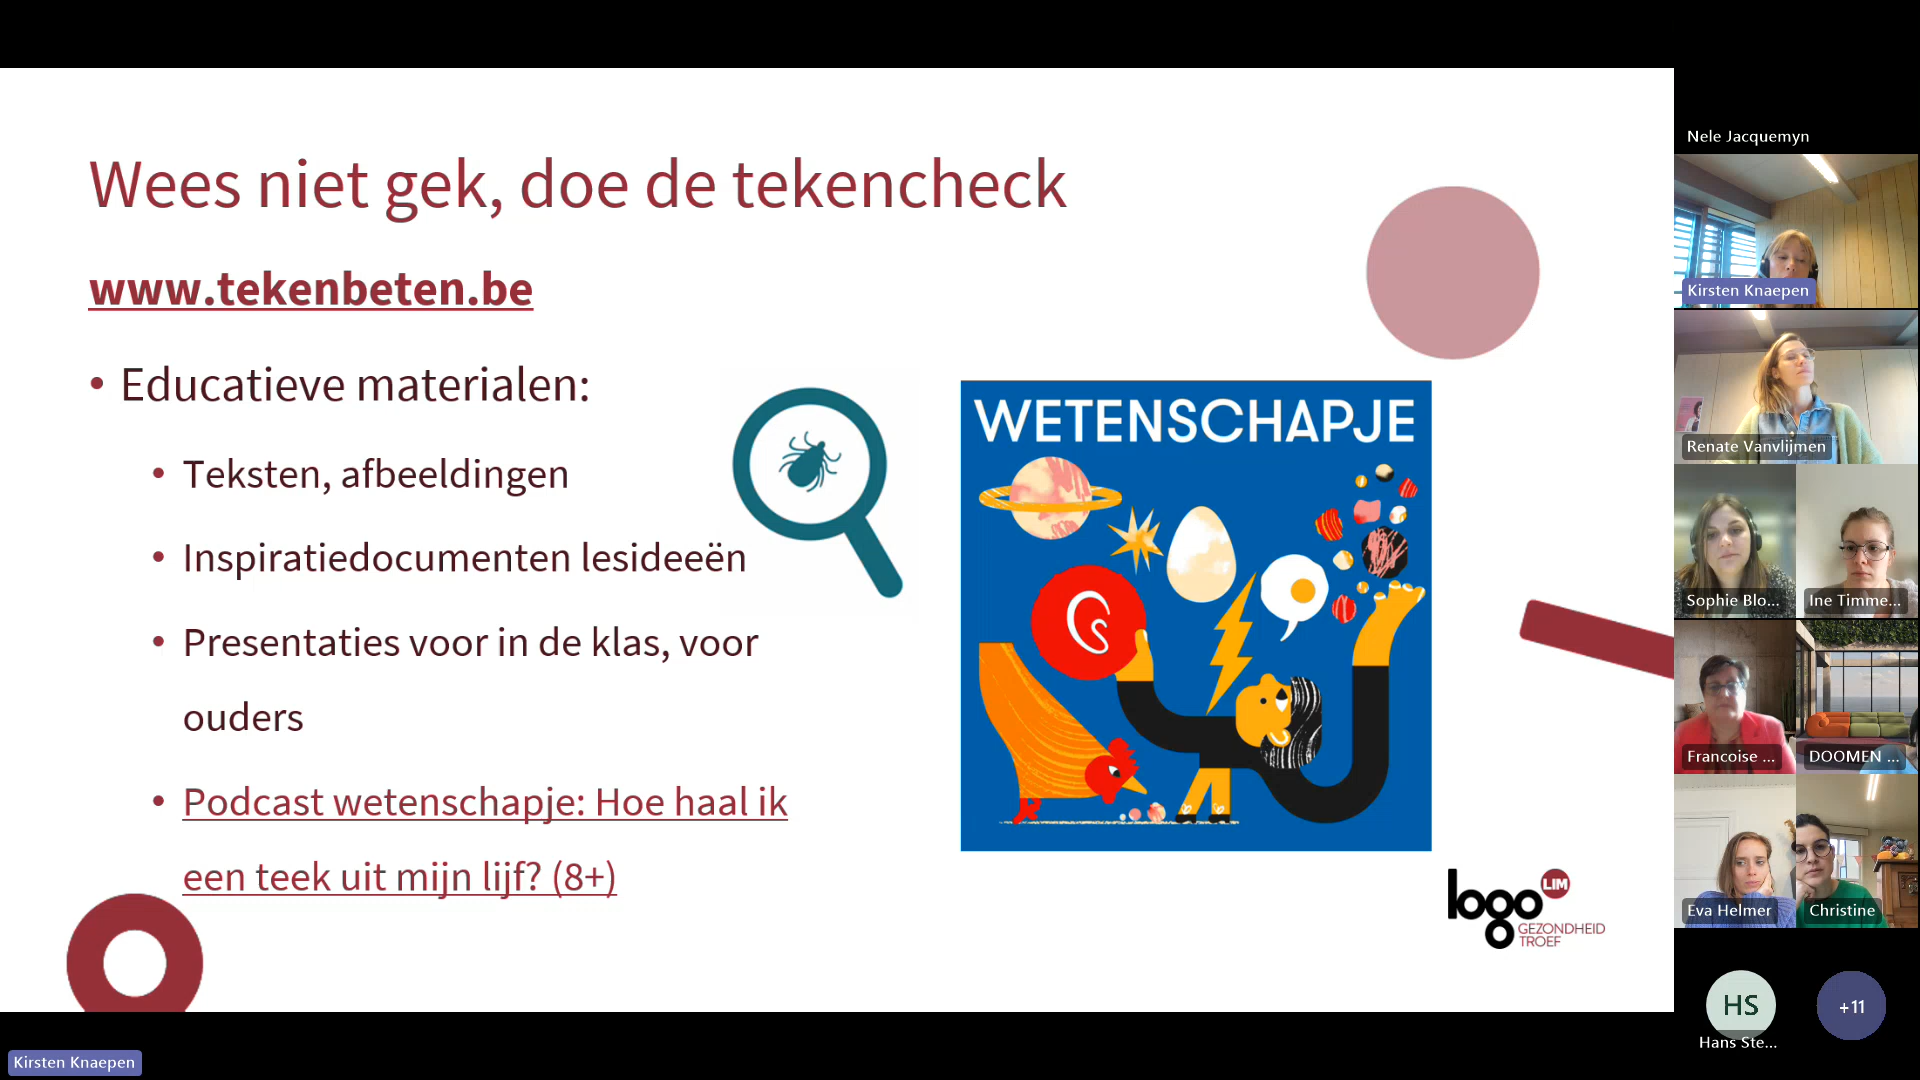 Wees niet gek, doe de tekencheck
www.tekenbeten.be
• Educatieve materialen:
• Teksten, afbeeldingen
• Inspiratiedocumenten lesideeën
• Presentaties voor in de klas, voor
ouders
• Podcast wetenschapje: Hoe haal ik
een teek uit mijn lijf? (8+)
WETENSCHAPJE
logo LIM
GEZONDHEID
TROEF
Nele Jacquemyn
Kirsten Knaepen
Renate Vanvlijmen
Sophie Blo...
Ine Timme...
Francoise ...
DOOMEN ...
Eva Helmer
Christine
HS
+11
Hans Ste...
Kirsten Knaepen